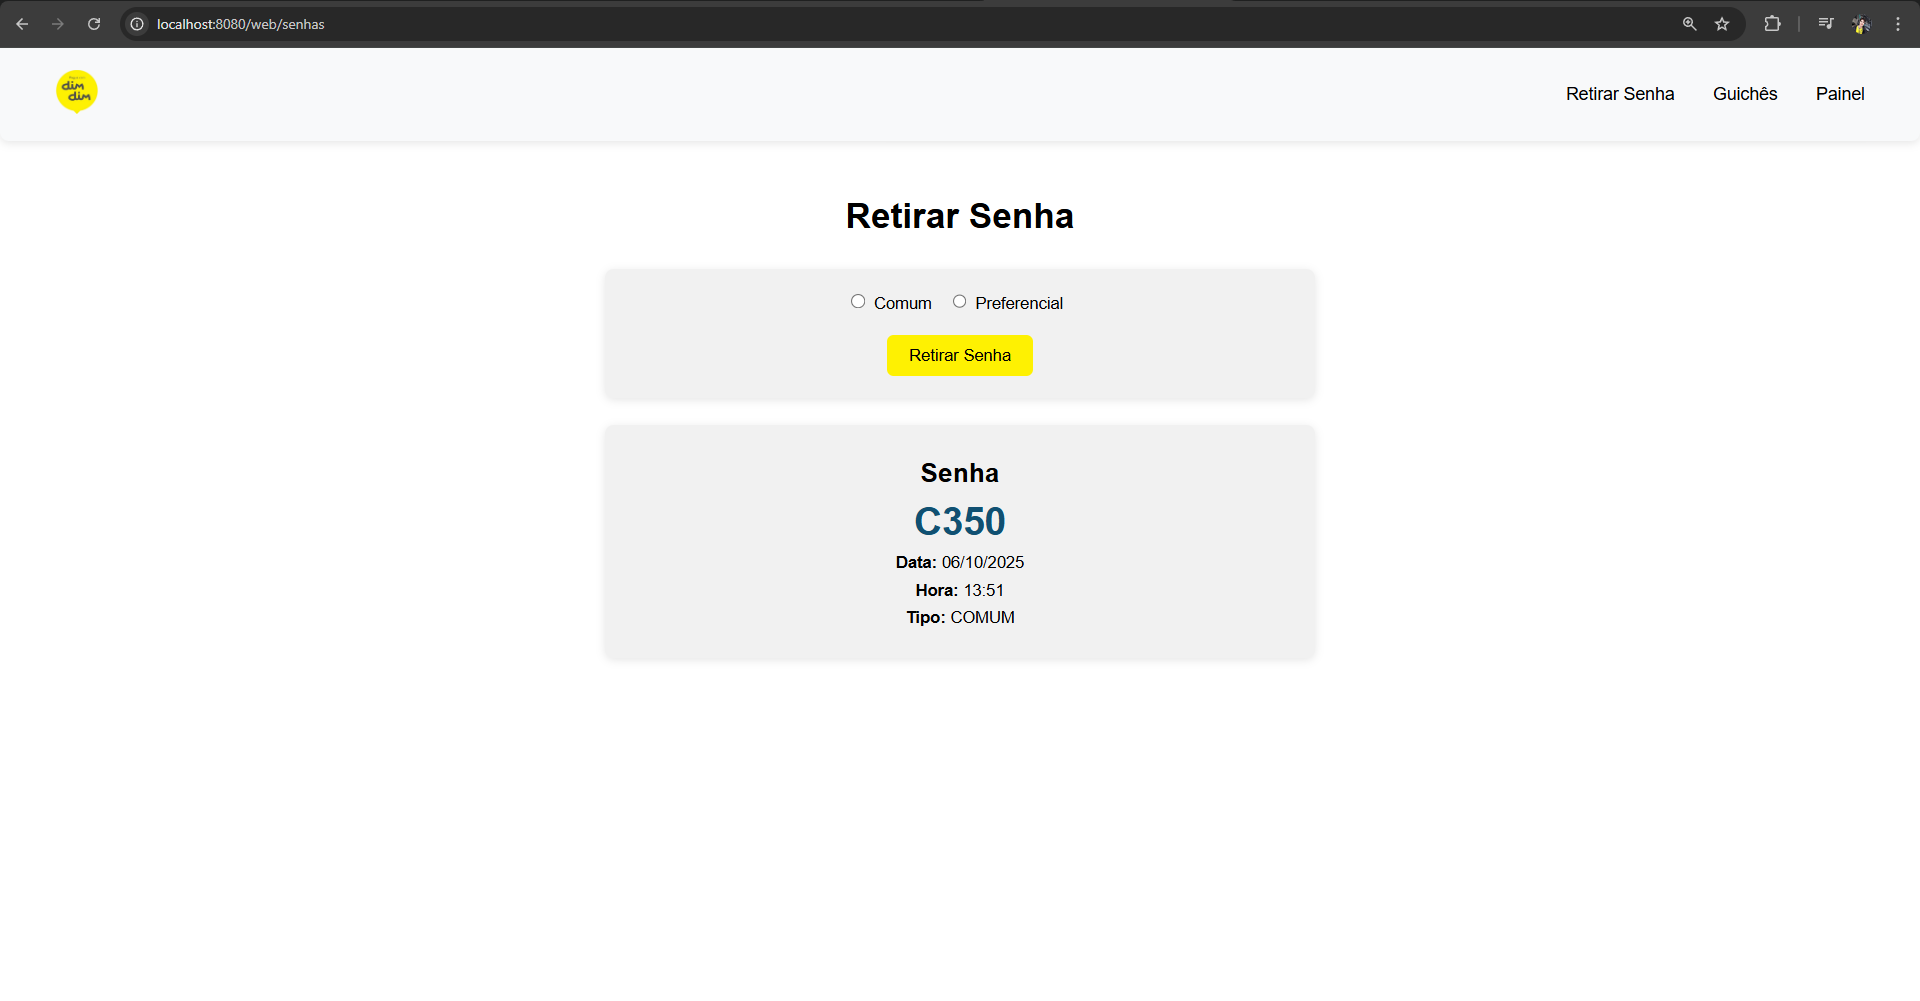 localhost:8080/web/senhas
dim
dim
Retirar Senha
Guichês
Painel
Retirar Senha
Comum
Preferencial
Retirar Senha
Senha
C350
Data: 06/10/2025
Hora: 13:51
Tipo: COMUM